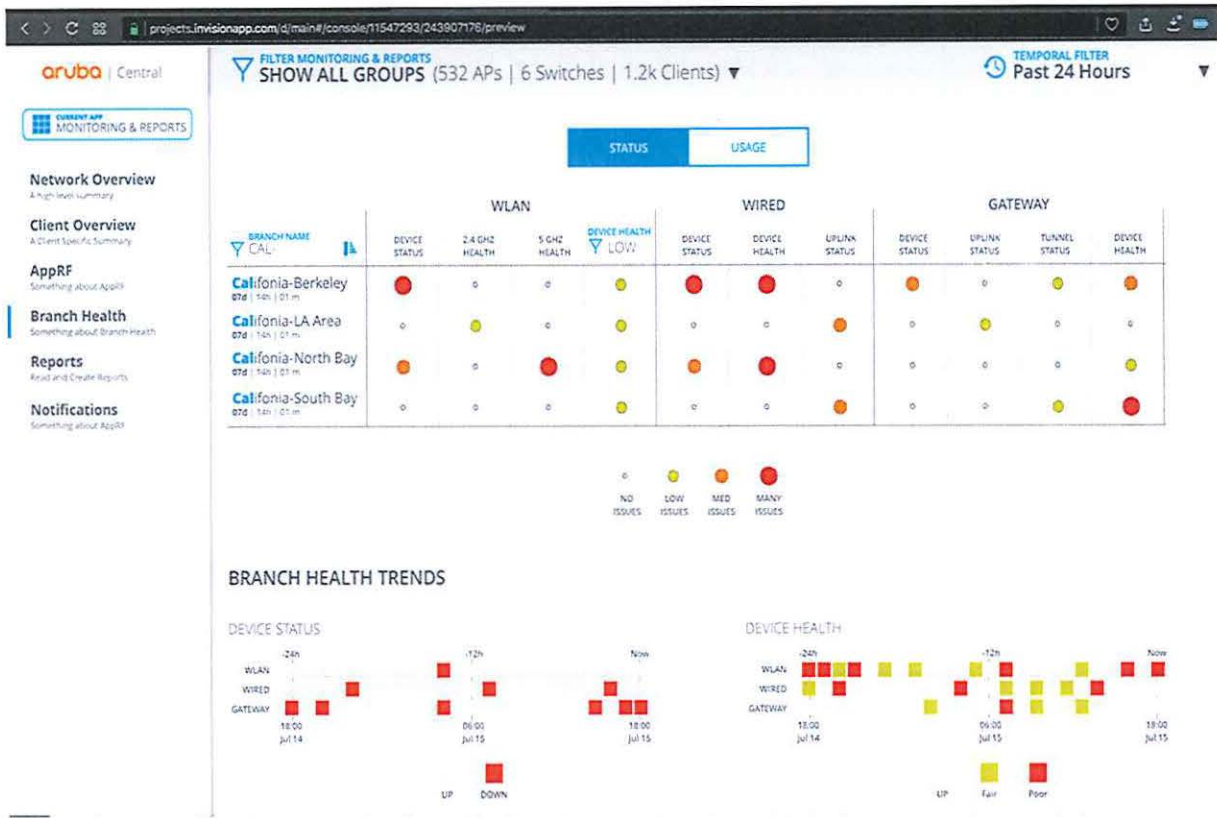 projects.invisionapp.com/d/main#/console/11547293/243907176/preview
aruba | Central
FILTER MONITORING & REPORTS
SHOW ALL GROUPS (532 APs | 6 Switches | 1.2k Clients)
TEMPORAL FILTER
Past 24 Hours
CURRENT APP
MONITORING & REPORTS
Network Overview
A high level summary
Client Overview
A Client Specific Summary
AppRF
Something about AppRF
Branch Health
Something about Branch Health
Reports
Read and Create Reports
Notifications
Something about AppRF
STATUS USAGE
WLAN WIRED GATEWAY
BRANCH NAME
CAL
DEVICE STATUS
2.4 GHZ HEALTH
5 GHZ HEALTH
DEVICE HEALTH
LOW
DEVICE STATUS
DEVICE HEALTH
UPLINK STATUS
DEVICE STATUS
UPLINK STATUS
TUNNEL STATUS
DEVICE HEALTH
Califonia-Berkeley
07d | 14h | 01 m
Califonia-LA Area
07d | 14h | 01 m
Califonia-North Bay
07d | 14h | 01 m
Califonia-South Bay
07d | 14h | 01 m
NO ISSUES
LOW ISSUES
MED ISSUES
MANY ISSUES
BRANCH HEALTH TRENDS
DEVICE STATUS
-24h -12h Now
WLAN
WIRED
GATEWAY
18:00 06:00 18:00
Jul 14 Jul 15 Jul 15
UP DOWN
DEVICE HEALTH
-24h -12h Now
WLAN
WIRED
GATEWAY
18:00 06:00 18:00
Jul 14 Jul 15 Jul 15
UP Fair Poor